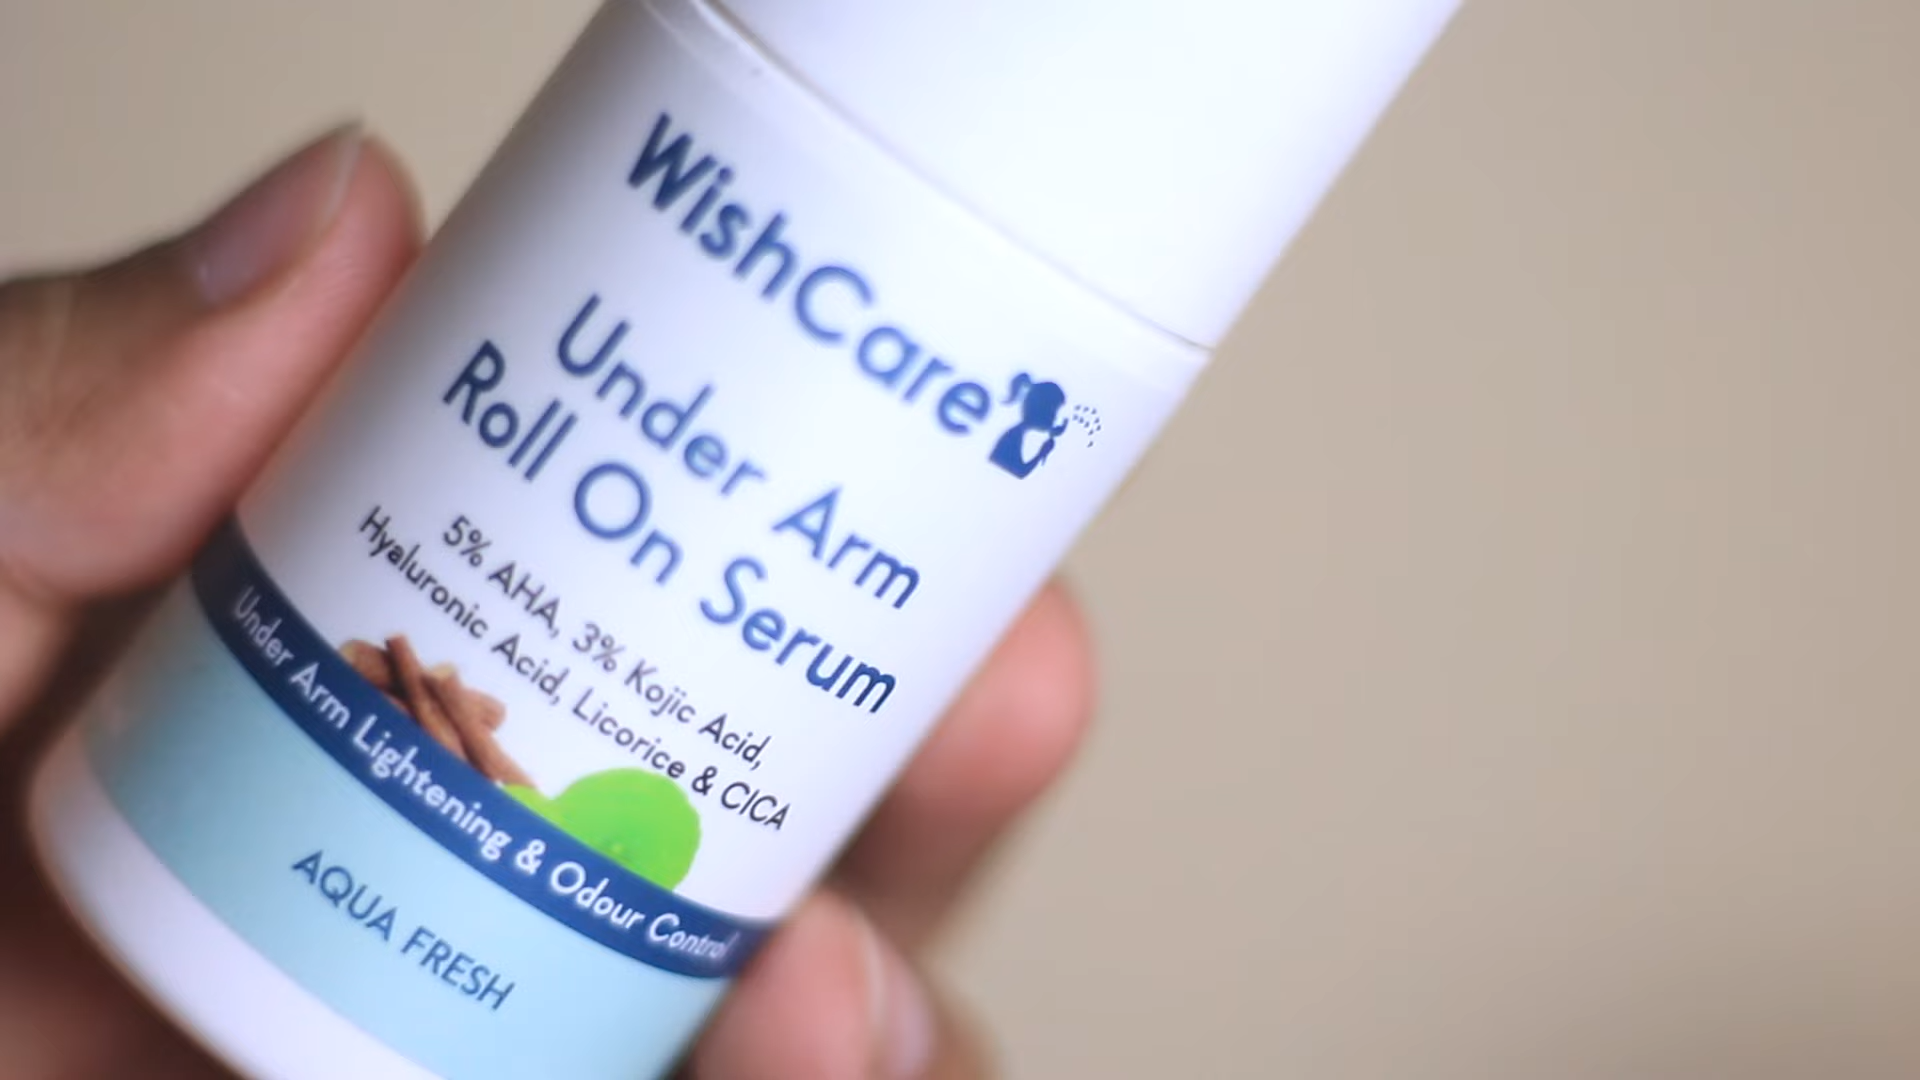 WishCare
Under Arm
Roll On Serum
5% AHA, 3% Kojic Acid,
Hyaluronic Acid, Licorice & CICA
Under Arm Lightening & Odour Control
AQUA FRESH